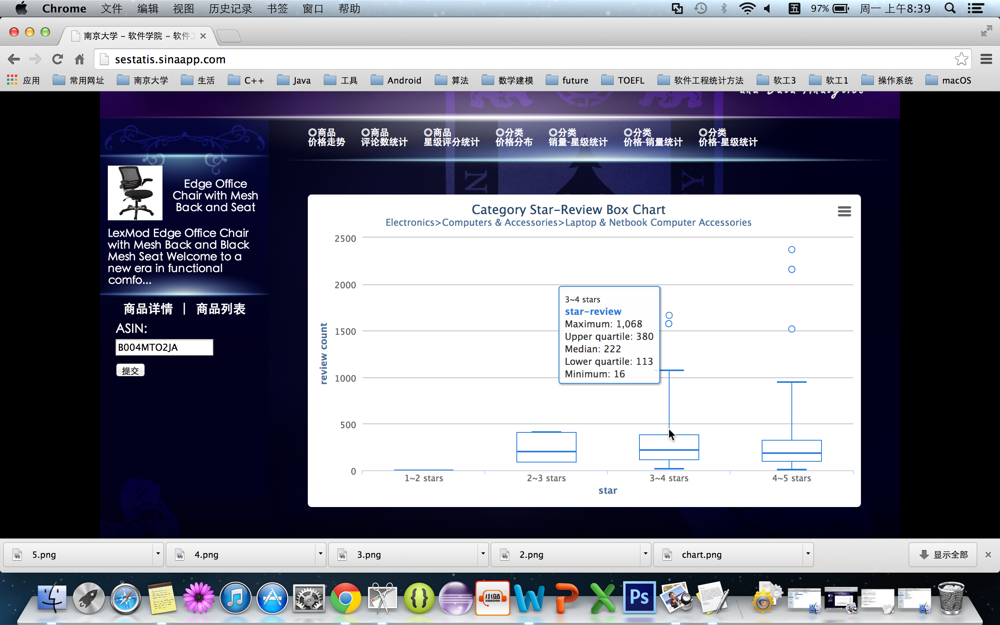 Chrome 文件 编辑 视图 历史记录 书签 窗口 帮助 五 97% 周一 上午8:39
南京大学 – 软件学院 – 软件
sestatis.sinaapp.com
应用 常用网址 南京大学 生活 C++ Java 工具 Android 算法 数学建模 future TOEFL 软件工程统计方法 软工3 软工1 操作系统 macOS
and Data Analysis
◎商品 ◎商品 ◎商品 ◎分类 ◎分类 ◎分类 ◎分类
价格走势 评论数统计 星级评分统计 价格分布 销量-星级统计 价格-销量统计 价格-星级统计
N Y
Edge Office
Chair with Mesh
Back and Seat
LexMod Edge Office Chair
with Mesh Back and Black
Mesh Seat Welcome to a
new era in functional
comfo...
商品详情 | 商品列表
ASIN:
B004MTO2JA
提交
Category Star-Review Box Chart
Electronics>Computers & Accessories>Laptop & Netbook Computer Accessories
2500
2000
1500
1000
500
0
review count
3~4 stars
star-review
Maximum: 1,068
Upper quartile: 380
Median: 222
Lower quartile: 113
Minimum: 16
1~2 stars 2~3 stars 3~4 stars 4~5 stars
star
5.png 4.png 3.png 2.png chart.png 显示全部
小站
XIAOZHAN
Ps